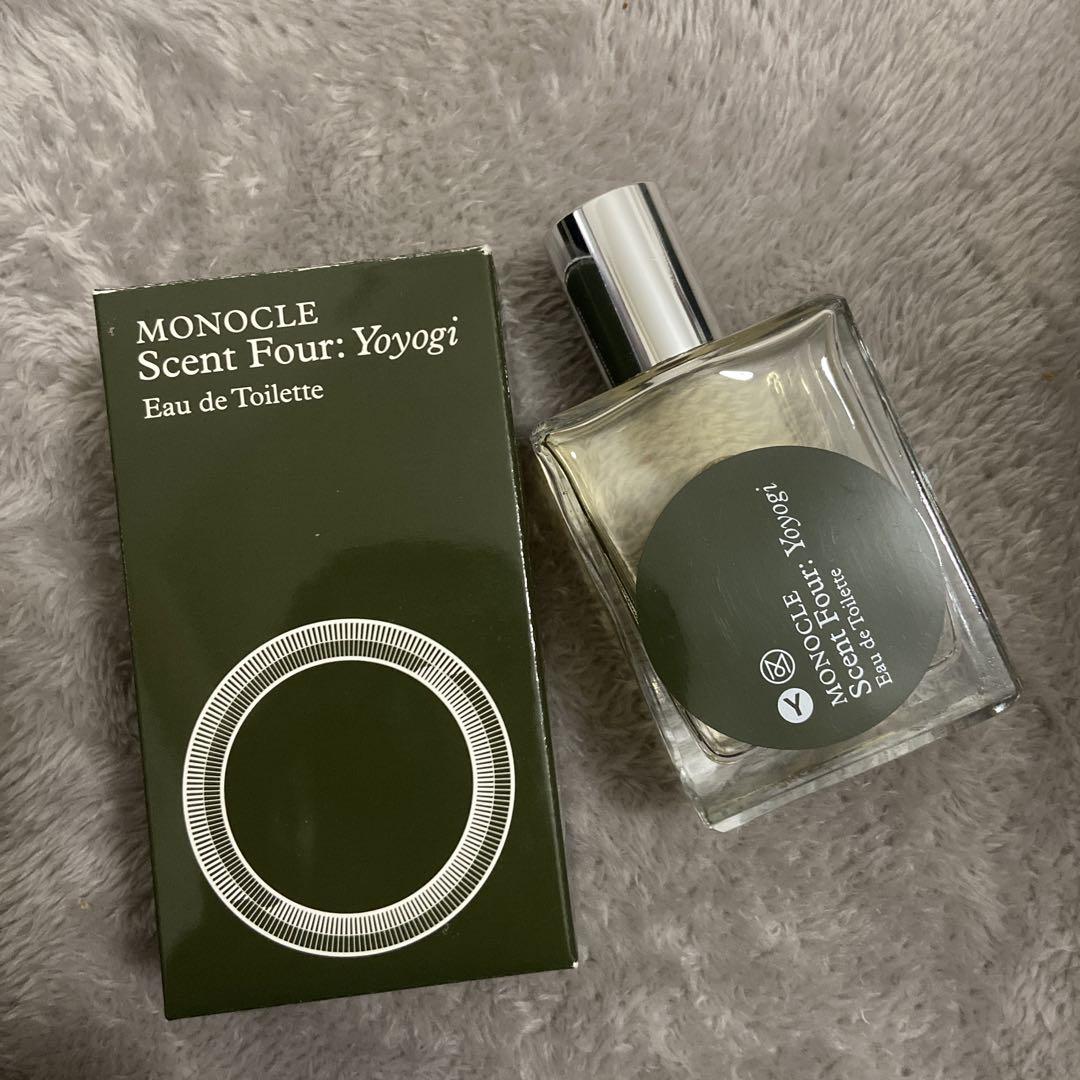 MONOCLE
Scent Four: Yoyogi
Eau de Toilette
Y
MONOCLE
Scent Four: Yoyogi
Eau de Toilette